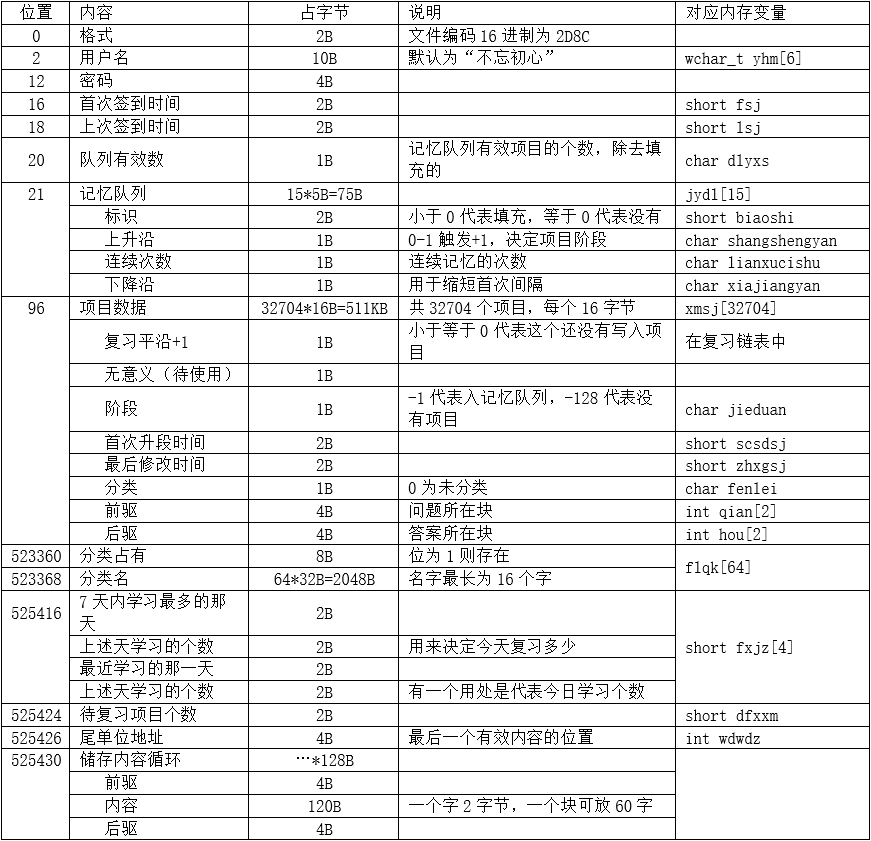 位置 内容 占字节 说明 对应内存变量
0 格式 2B 文件编码 16 进制为 2D8C
2 用户名 10B 默认为“不忘初心” wchar_t yhm[6]
12 密码 4B
16 首次签到时间 2B short fsj
18 上次签到时间 2B short lsj
20 队列有效数 1B 记忆队列有效项目的个数，除去填
充的 char dlyxs
21 记忆队列 15*5B=75B jydl[15]
标识 2B 小于 0 代表填充，等于 0 代表没有 short biaoshi
上升沿 1B 0-1 触发+1，决定项目阶段 char shangshengyan
连续次数 1B 连续记忆的次数 char lianxucishu
下降沿 1B 用于缩短首次间隔 char xiajiangyan
96 项目数据 32704*16B=511KB 共 32704 个项目，每个 16 字节 xmsj[32704]
复习平沿+1 1B 小于等于 0 代表这个还没有写入项
目 在复习链表中
无意义（待使用） 1B
阶段 1B -1 代表入记忆队列，-128 代表没
有项目 char jieduan
首次升段时间 2B short scsdsj
最后修改时间 2B short zhxgsj
分类 1B 0 为未分类 char fenlei
前驱 4B 问题所在块 int qian[2]
后驱 4B 答案所在块 int hou[2]
523360 分类占有 8B 位为 1 则存在 flqk[64]
523368 分类名 64*32B=2048B 名字最长为 16 个字
525416 7 天内学习最多的那
天 2B short fxjz[4]
上述天学习的个数 2B 用来决定今天复习多少
最近学习的那一天 2B
上述天学习的个数 2B 有一个用处是代表今日学习个数
525424 待复习项目个数 2B short dfxxm
525426 尾单位地址 4B 最后一个有效内容的位置 int wdwdz
525430 储存内容循环 …*128B
前驱 4B
内容 120B 一个字 2 字节，一个块可放 60 字
后驱 4B